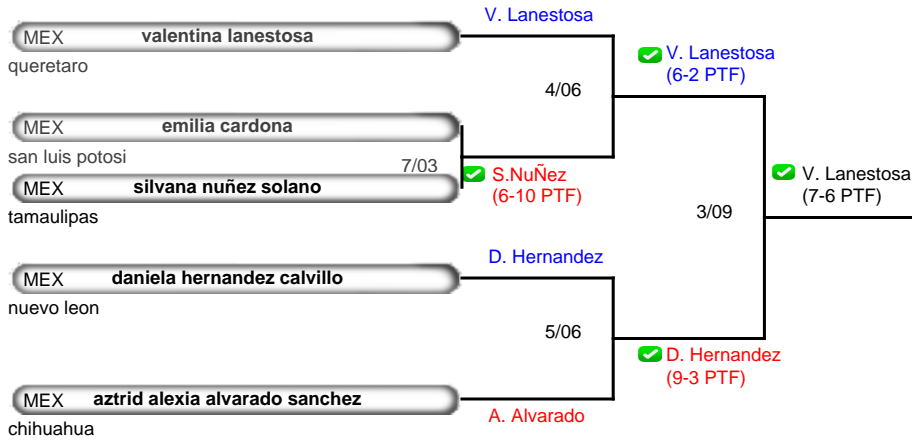 V. Lanestosa
MEX valentina lanestosa
queretaro
V. Lanestosa
(6-2 PTF)
4/06
MEX emilia cardona
san luis potosi
7/03
S.NuÑez
(6-10 PTF)
MEX silvana nuñez solano
tamaulipas
V. Lanestosa
(7-6 PTF)
3/09
D. Hernandez
MEX daniela hernandez calvillo
nuevo leon
5/06
D. Hernandez
(9-3 PTF)
MEX aztrid alexia alvarado sanchez
A. Alvarado
chihuahua